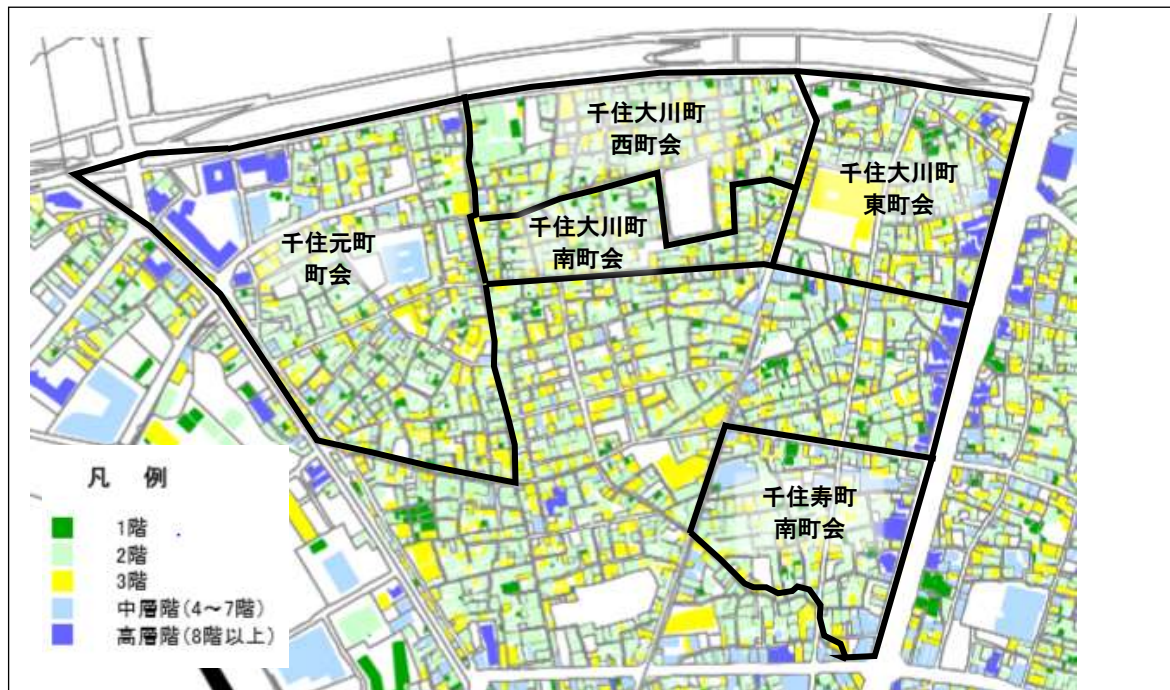 千住大川町
西町会
千住大川町
東町会
千住大川町
南町会
千住元町
町会
千住寿町
南町会
凡 例
1階
2階
3階
中層階(4～7階)
高層階(8階以上)